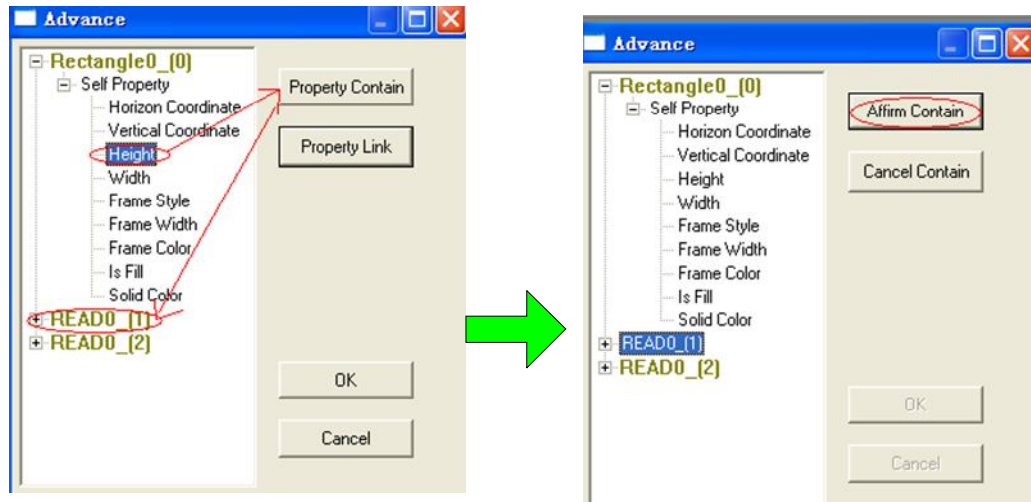 Advance
Rectangle0_(0)
Self Property
Horizon Coordinate
Vertical Coordinate
Height
Width
Frame Style
Frame Width
Frame Color
Is Fill
Solid Color
READ0_(1)
READ0_(2)
Property Contain
Property Link
OK
Cancel
Advance
Rectangle0_(0)
Self Property
Horizon Coordinate
Vertical Coordinate
Height
Width
Frame Style
Frame Width
Frame Color
Is Fill
Solid Color
READ0_(1)
READ0_(2)
Affirm Contain
Cancel Contain
OK
Cancel